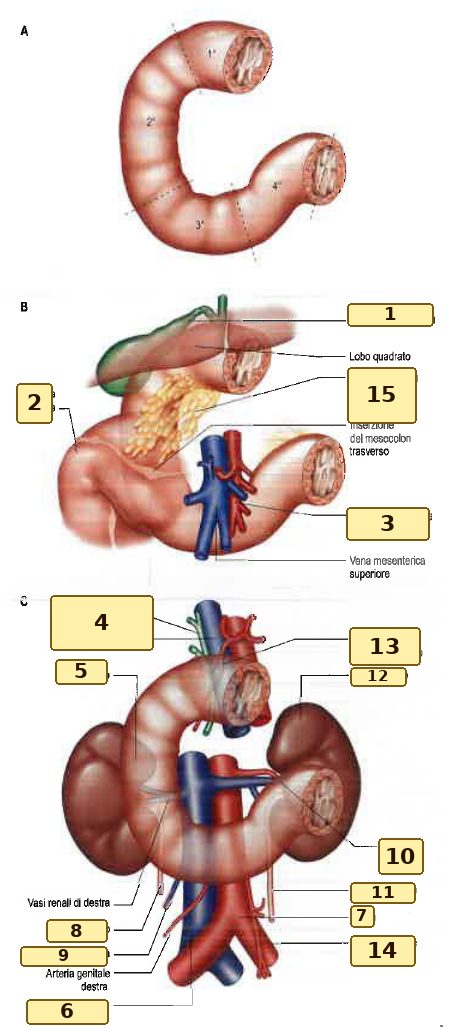 A
1°
2°
3°
4°
B
1
Lobo quadrato
15
2
Inserzione
del mesocolon
trasverso
3
Vena mesenterica
superiore
C
4
13
5
12
10
11
Vasi renali di destra
7
8
9
14
Arteria genitale
destra
6